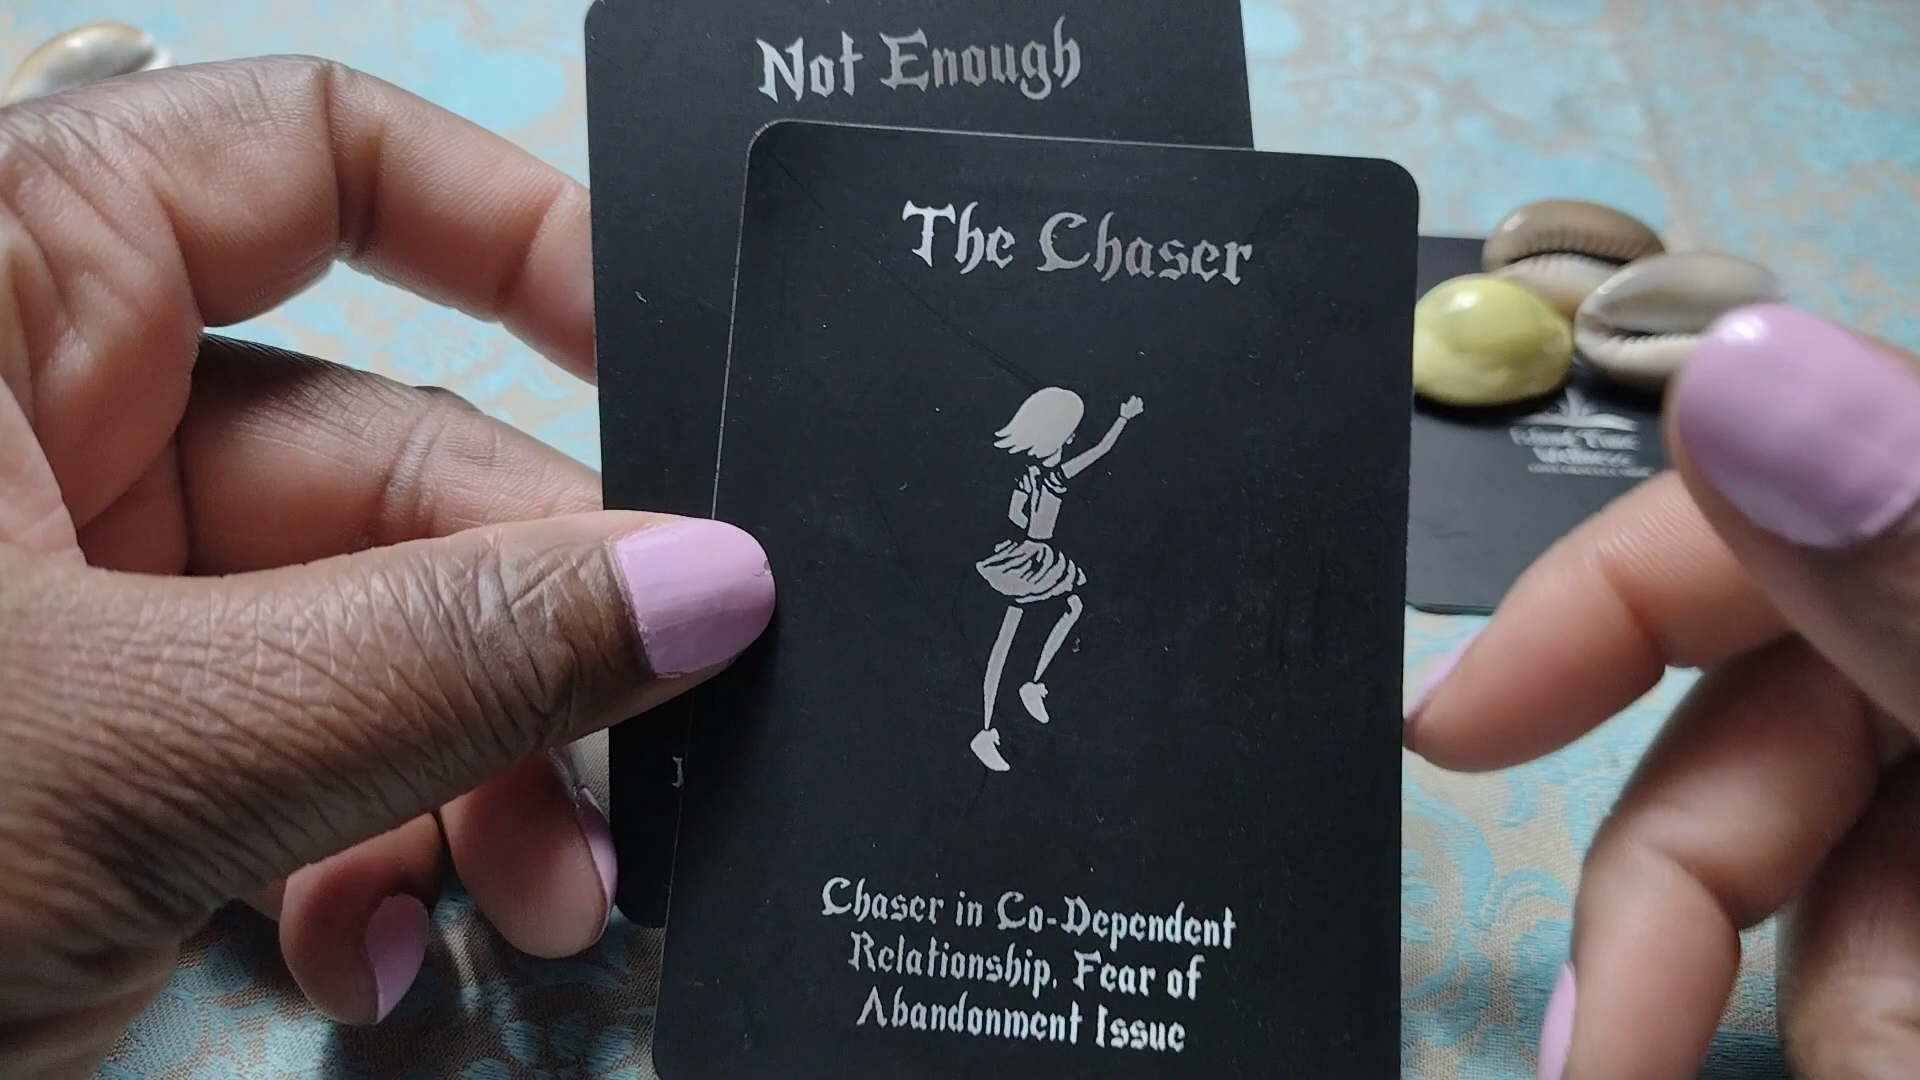 Not Enough
The Chaser
Chaser in Co-Dependent
Relationship. Fear of
Abandonment Issue